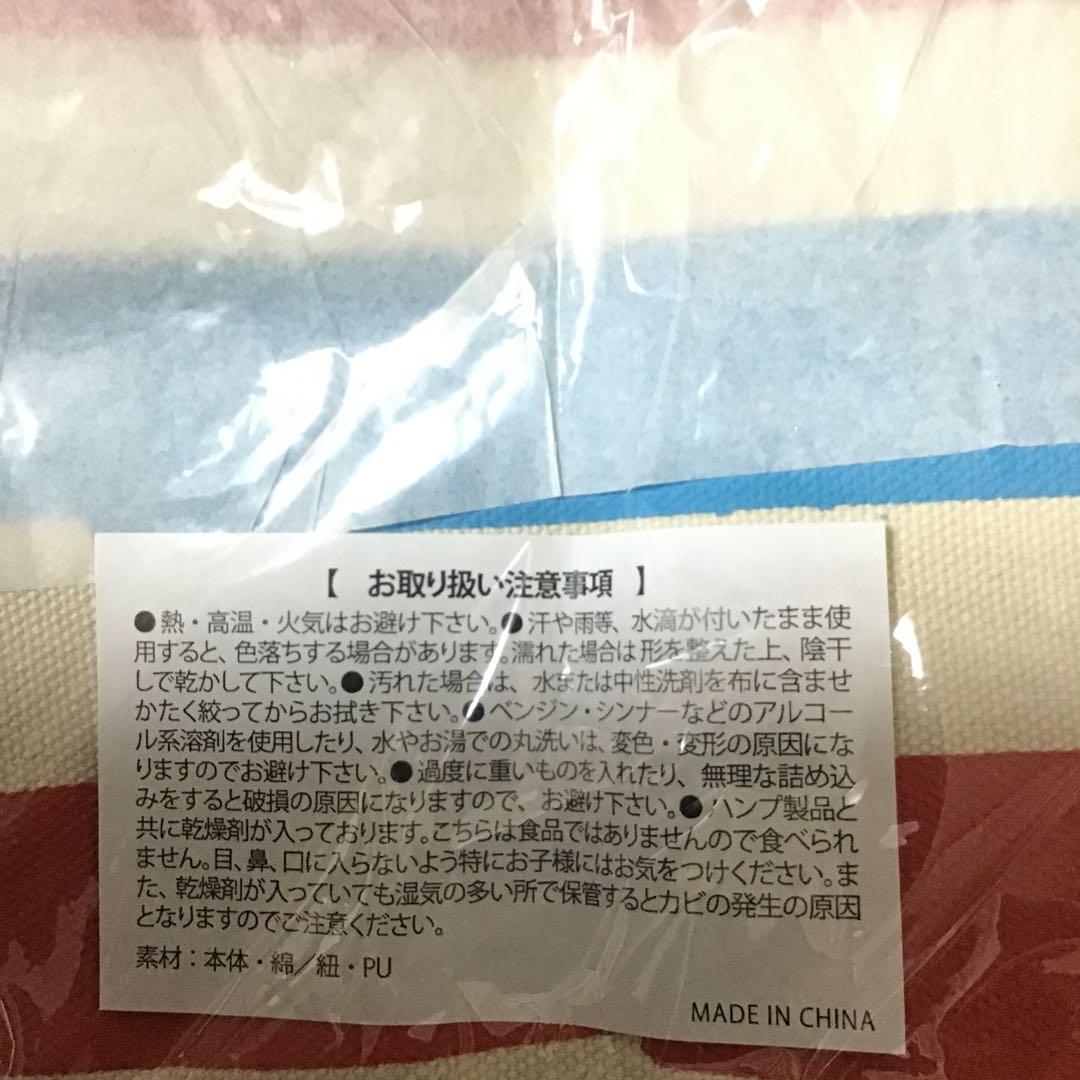 【 お取り扱い注意事項 】
●熱・高温・火気はお避け下さい。●汗や雨等、水滴が付いたまま使
用すると、色落ちする場合があります。濡れた場合は形を整えた上、陰干
しで乾かして下さい。●汚れた場合は、水または中性洗剤を布に含ませ
かたく絞ってからお拭き下さい。●ベンジン・シンナーなどのアルコー
ル系溶剤を使用したり、水やお湯での丸洗いは、変色・変形の原因にな
りますのでお避け下さい。●過度に重いものを入れたり、無理な詰め込
みをすると破損の原因になりますので、お避け下さい。●ハンプ製品と
共に乾燥剤が入っております。こちらは食品ではありませんので食べられ
ません。目、鼻、口に入らないよう特にお子様にはお気をつけください。ま
た、乾燥剤が入っていても湿気の多い所で保管するとカビの発生の原因
となりますのでご注意ください。
素材：本体・綿／紐・PU
MADE IN CHINA